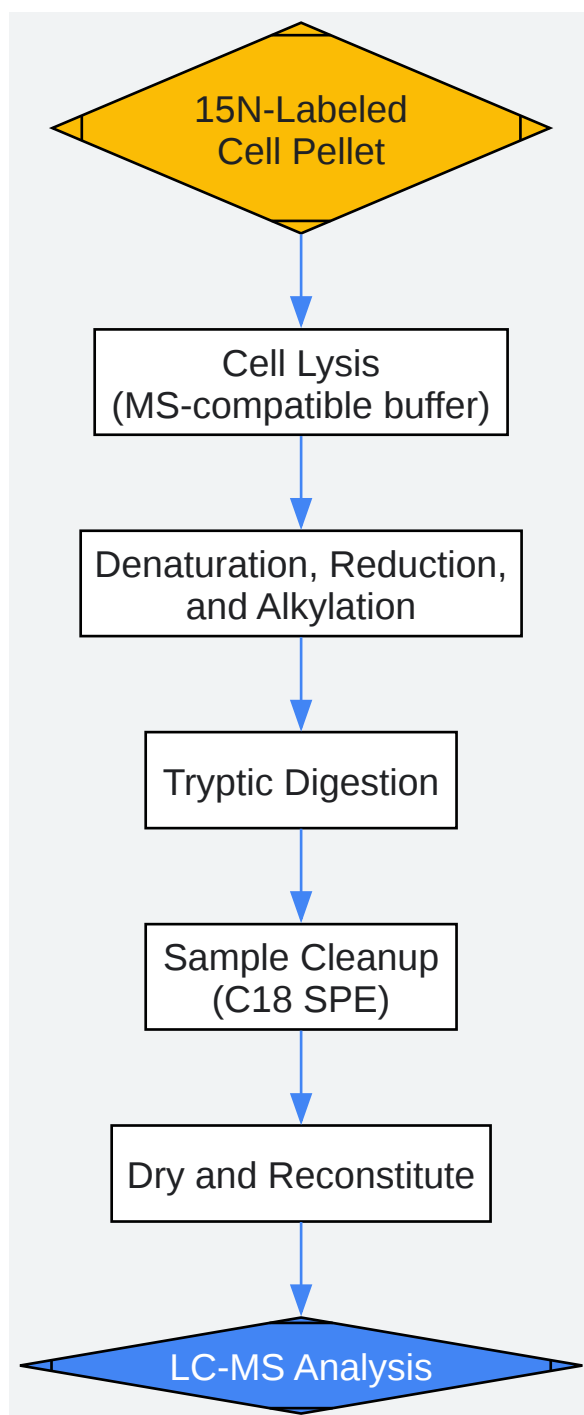 15N-Labeled
Cell Pellet
Cell Lysis
(MS-compatible buffer)
Denaturation, Reduction,
and Alkylation
Tryptic Digestion
Sample Cleanup
(C18 SPE)
Dry and Reconstitute
LC-MS Analysis